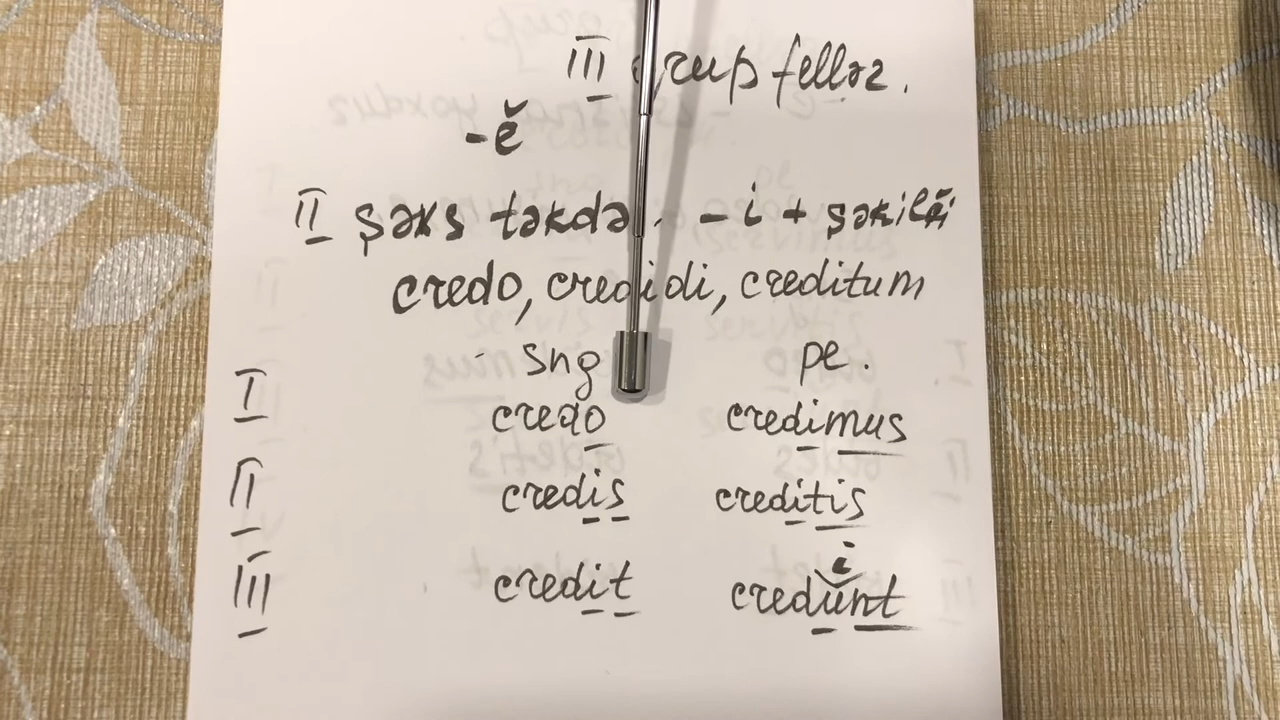 III grup fellər.
-ĕ
II şəxs təkdə. - i + şəkilçi
credo, credidi, creditum
sng pl.
I credo credimus
II credis creditis
i
III credit credunt